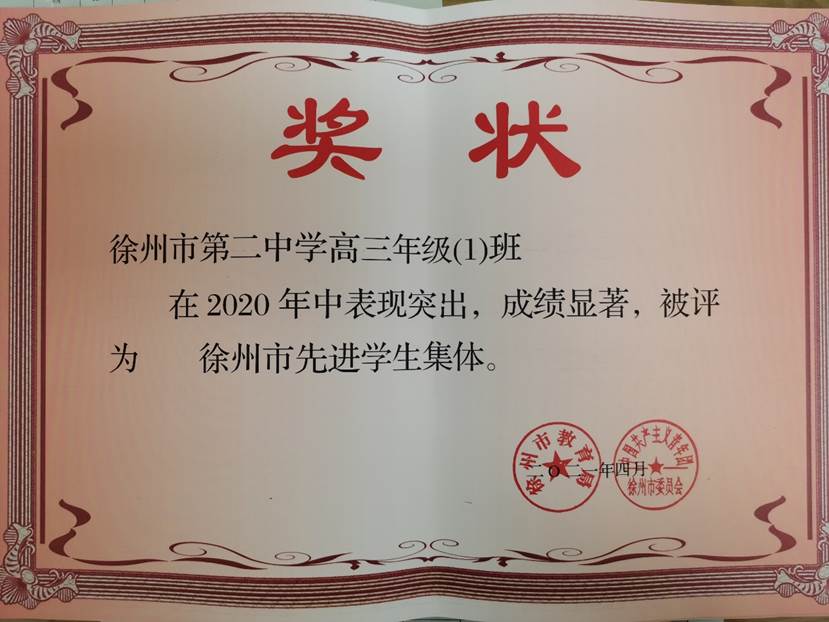 奖 状
徐州市第二中学高三年级(1)班
在2020年中表现突出，成绩显著，被评
为 徐州市先进学生集体。
徐州市教育局
中国共产主义青年团
徐州市委员会
二〇二一年四月